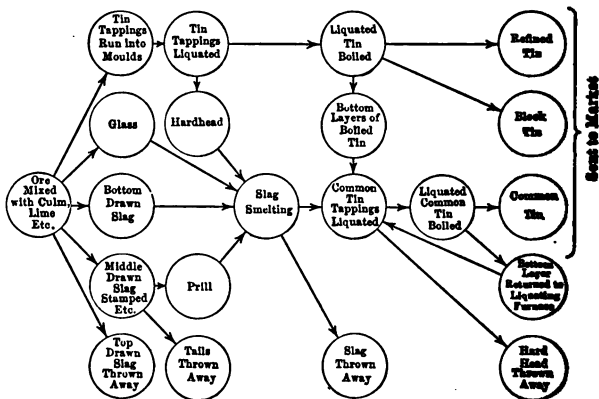 Tin
Tappings
Run into
Moulds
Tin
Tappings
Liquated
Liquated
Tin
Boiled
Refined
Tin
Glass
Hardhead
Bottom
Layers of
Boiled
Tin
Block
Tin
Ore
Mixed
with Culm,
Lime
Etc.
Bottom
Drawn
Slag
Slag
Smelting
Common
Tin
Tappings
Liquated
Liquated
Common
Tin
Boiled
Common
Tin.
Middle
Drawn
Slag
Stamped
Etc.
Prill
Bottom
Layer
Returned to
Liquating
Furnace
Top
Drawn
Slag
Thrown
Away
Tails
Thrown
Away
Slag
Thrown
Away
Hard
Head
Thrown
Away
Sent to Market